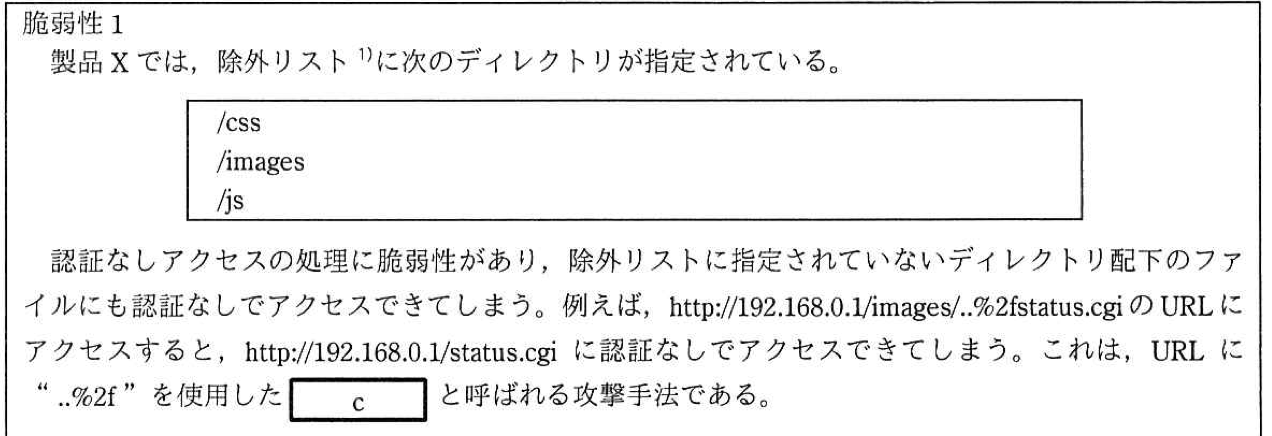 脆弱性 1
製品 X では，除外リスト 1)に次のディレクトリが指定されている。
/css
/images
/js
認証なしアクセスの処理に脆弱性があり，除外リストに指定されていないディレクトリ配下のファ
イルにも認証なしでアクセスできてしまう。例えば，http://192.168.0.1/images/..%2fstatus.cgi の URL に
アクセスすると，http://192.168.0.1/status.cgi に認証なしでアクセスできてしまう。これは，URL に
“ ..%2f ” を使用した c と呼ばれる攻撃手法である。